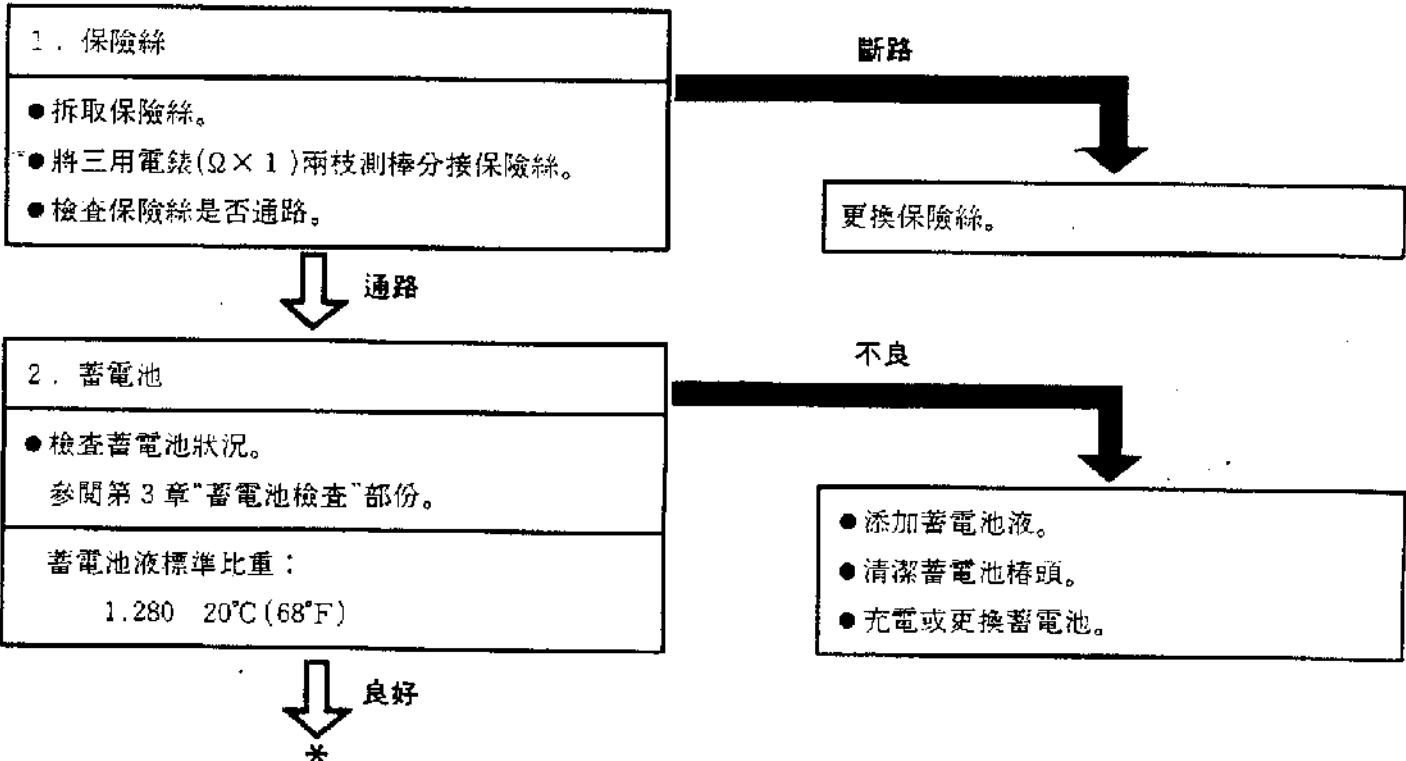 1．保險絲
斷路
●拆取保險絲。
●將三用電錶(Ω×1)兩枝測棒分接保險絲。
●檢查保險絲是否通路。
更換保險絲。
通路
2．蓄電池
不良
●檢查蓄電池狀況。
參閱第3章"蓄電池檢查"部份。
蓄電池液標準比重：
1.280 20℃(68°F)
●添加蓄電池液。
●清潔蓄電池樁頭。
●充電或更換蓄電池。
良好
*